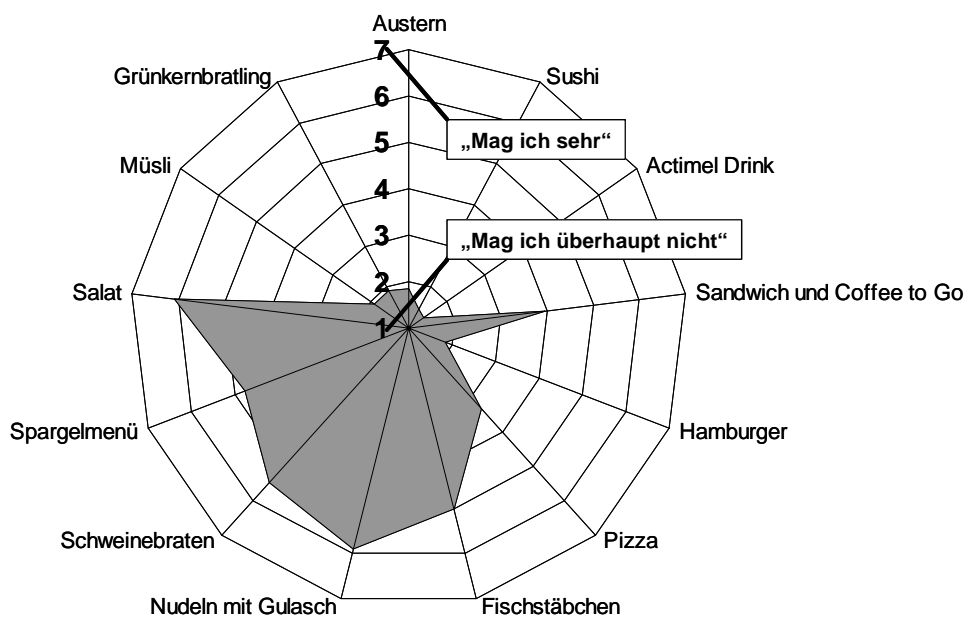 Austern
7
Grünkernbratling
Sushi
6
„Mag ich sehr“
5
Müsli
Actimel Drink
4
3
„Mag ich überhaupt nicht“
2
Salat
Sandwich und Coffee to Go
1
Spargelmenü
Hamburger
Schweinebraten
Pizza
Nudeln mit Gulasch
Fischstäbchen